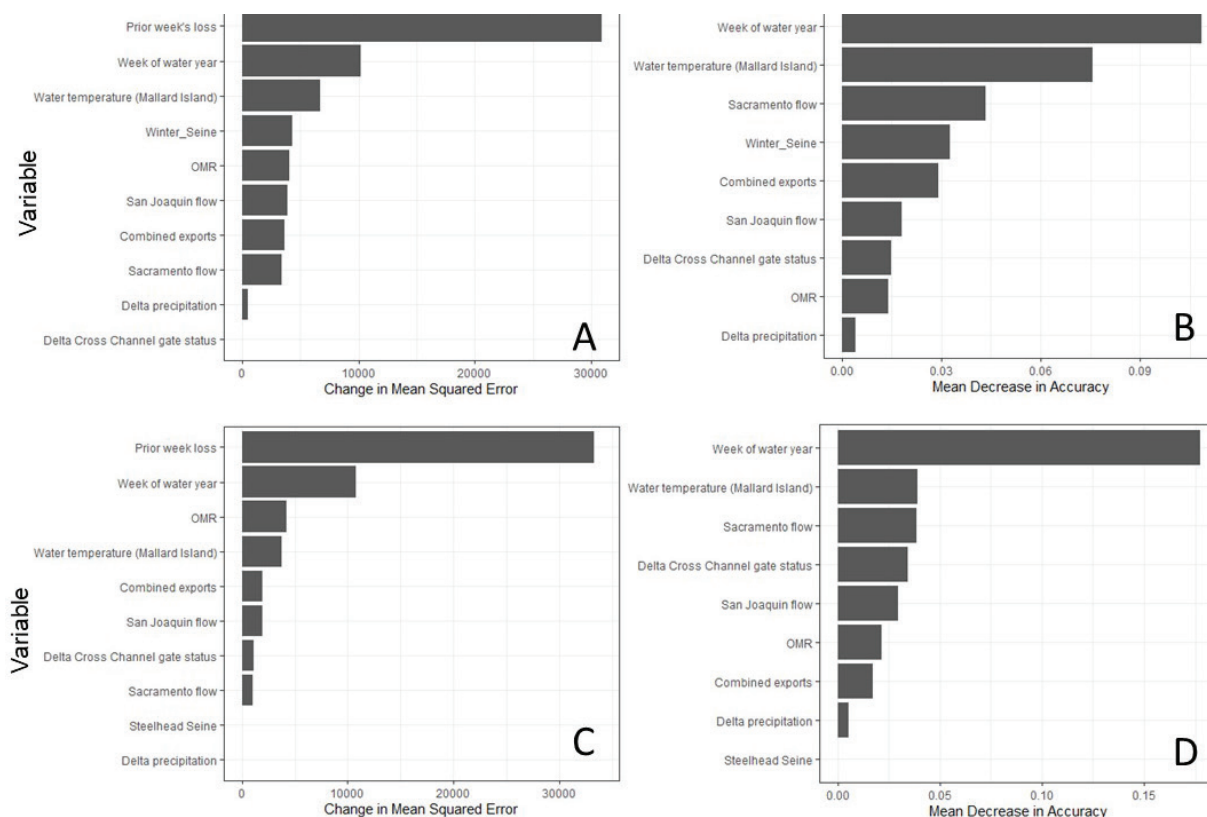 Variable
Prior week's loss
Week of water year
Water temperature (Mallard Island)
Winter_Seine
OMR
San Joaquin flow
Combined exports
Sacramento flow
Delta precipitation
Delta Cross Channel gate status
A
0 10000 20000 30000
Change in Mean Squared Error
Week of water year
Water temperature (Mallard Island)
Sacramento flow
Winter_Seine
Combined exports
San Joaquin flow
Delta Cross Channel gate status
OMR
Delta precipitation
B
0.00 0.03 0.06 0.09
Mean Decrease in Accuracy
Variable
Prior week loss
Week of water year
OMR
Water temperature (Mallard Island)
Combined exports
San Joaquin flow
Delta Cross Channel gate status
Sacramento flow
Steelhead Seine
Delta precipitation
C
0 10000 20000 30000
Change in Mean Squared Error
Week of water year
Water temperature (Mallard Island)
Sacramento flow
Delta Cross Channel gate status
San Joaquin flow
OMR
Combined exports
Delta precipitation
Steelhead Seine
D
0.00 0.05 0.10 0.15
Mean Decrease in Accuracy